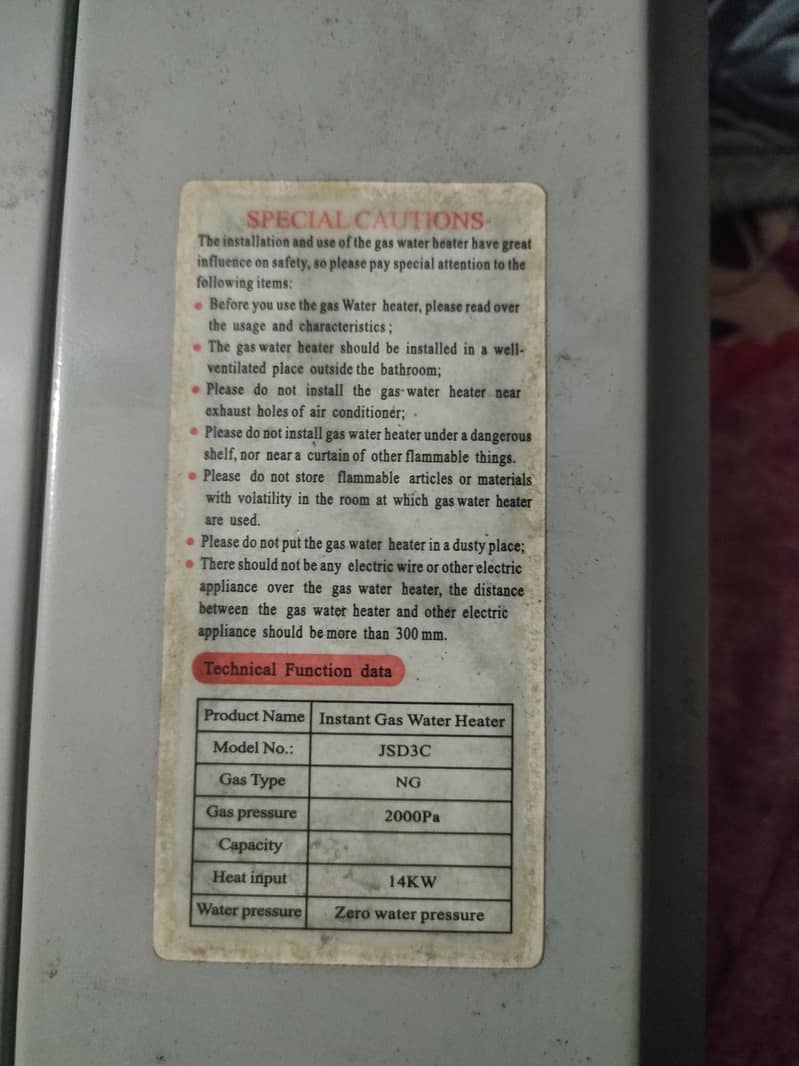 SPECIAL CAUTIONS
The installation and use of the gas water heater have great
influence on safety, so please pay special attention to the
following items:
Before you use the gas Water heater, please read over
the usage and characteristics;
The gas water heater should be installed in a well-
ventilated place outside the bathroom;
Please do not install the gas water heater near
exhaust holes of air conditioner;
Please do not install gas water heater under a dangerous
shelf, nor near a curtain of other flammable things.
Please do not store flammable articles or materials
with volatility in the room at which gas water heater
are used.
Please do not put the gas water heater in a dusty place;
There should not be any electric wire or other electric
appliance over the gas water heater, the distance
between the gas water heater and other electric
appliance should be more than 300 mm.
Technical Function data
Product Name Instant Gas Water Heater
Model No.: JSD3C
Gas Type NG
Gas pressure 2000Pa
Capacity
Heat input 14KW
Water pressure Zero water pressure